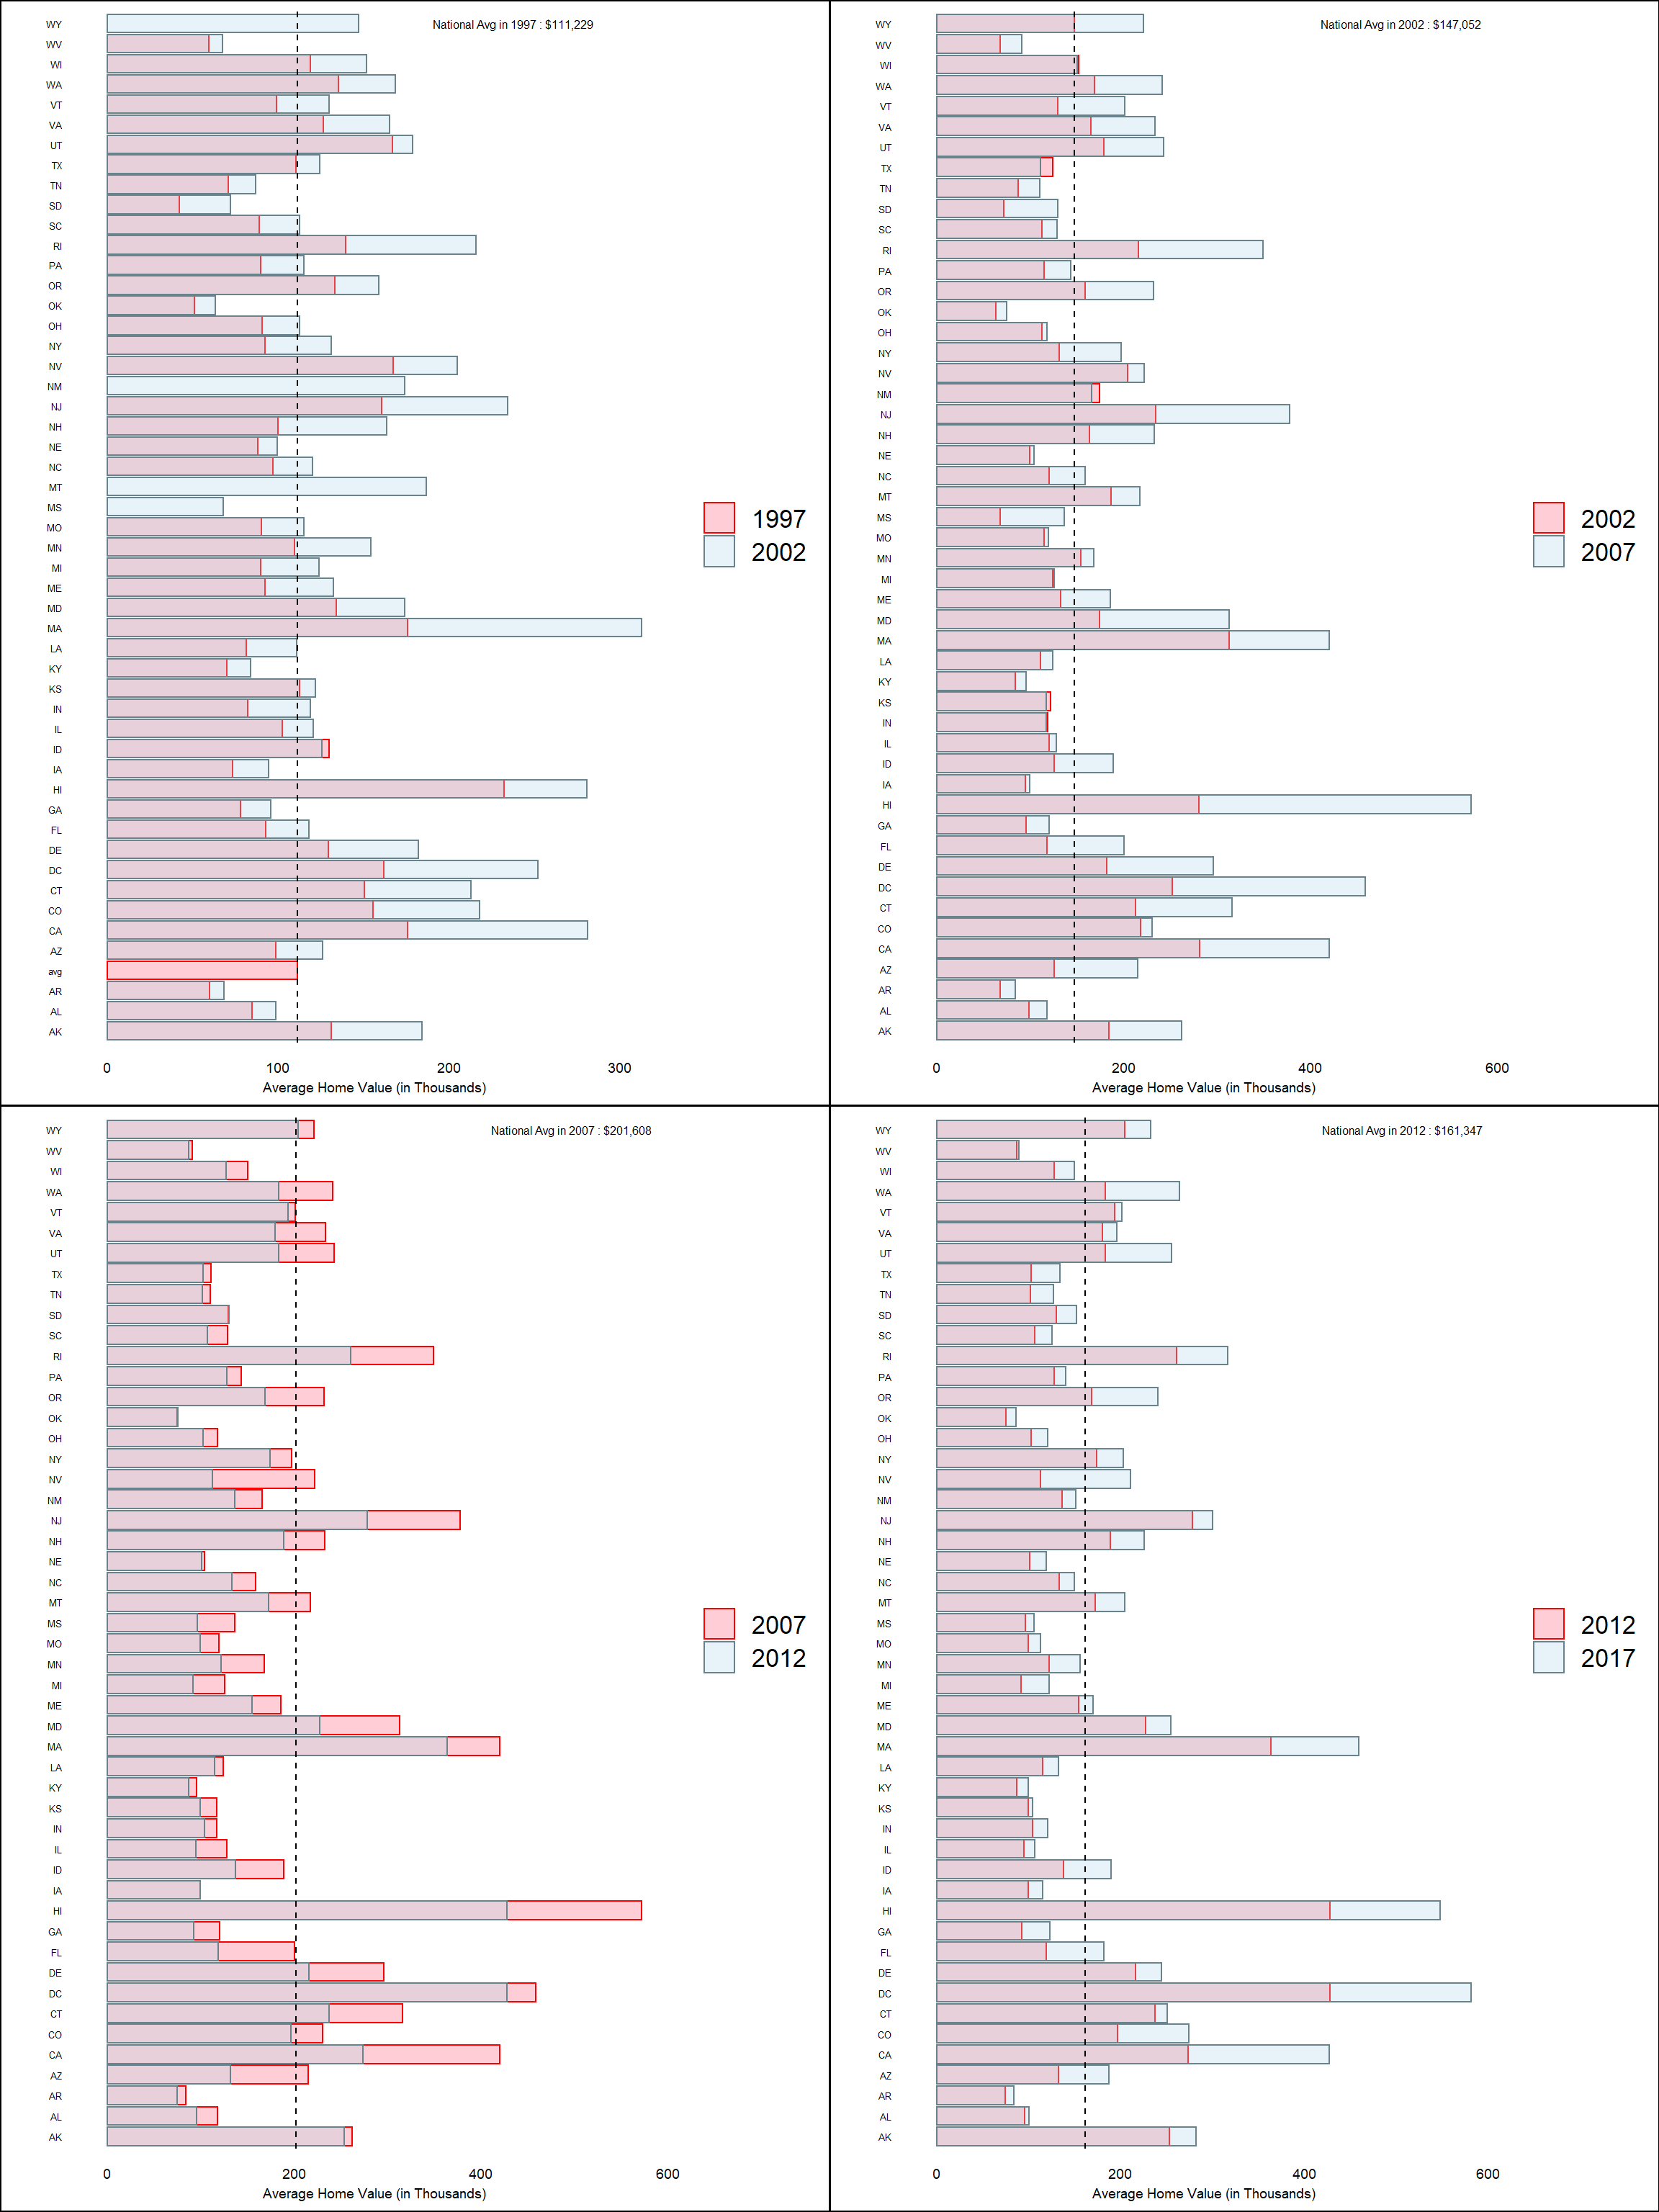 National Avg in 1997 : $111,229
WY
WV
WI
WA
VT
VA
UT
TX
TN
SD
SC
RI
PA
OR
OK
OH
NY
NV
NM
NJ
NH
NE
NC
MT
MS
MO
MN
MI
ME
MD
MA
LA
KY
KS
IN
IL
ID
IA
HI
GA
FL
DE
DC
CT
CO
CA
AZ
avg
AR
AL
AK
1997
2002
0 100 200 300
Average Home Value (in Thousands)
National Avg in 2002 : $147,052
WY
WV
WI
WA
VT
VA
UT
TX
TN
SD
SC
RI
PA
OR
OK
OH
NY
NV
NM
NJ
NH
NE
NC
MT
MS
MO
MN
MI
ME
MD
MA
LA
KY
KS
IN
IL
ID
IA
HI
GA
FL
DE
DC
CT
CO
CA
AZ
AR
AL
AK
2002
2007
0 200 400 600
Average Home Value (in Thousands)
National Avg in 2007 : $201,608
WY
WV
WI
WA
VT
VA
UT
TX
TN
SD
SC
RI
PA
OR
OK
OH
NY
NV
NM
NJ
NH
NE
NC
MT
MS
MO
MN
MI
ME
MD
MA
LA
KY
KS
IN
IL
ID
IA
HI
GA
FL
DE
DC
CT
CO
CA
AZ
AR
AL
AK
2007
2012
0 200 400 600
Average Home Value (in Thousands)
National Avg in 2012 : $161,347
WY
WV
WI
WA
VT
VA
UT
TX
TN
SD
SC
RI
PA
OR
OK
OH
NY
NV
NM
NJ
NH
NE
NC
MT
MS
MO
MN
MI
ME
MD
MA
LA
KY
KS
IN
IL
ID
IA
HI
GA
FL
DE
DC
CT
CO
CA
AZ
AR
AL
AK
2012
2017
0 200 400 600
Average Home Value (in Thousands)